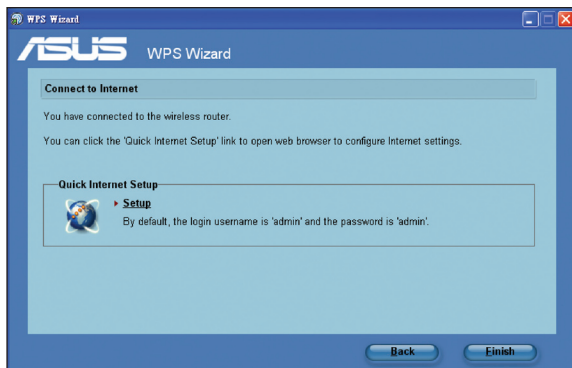 WPS Wizard
ASUS WPS Wizard
Connect to Internet
You have connected to the wireless router.
You can click the 'Quick Internet Setup' link to open web browser to configure Internet settings.
Quick Internet Setup
Setup
By default, the login username is 'admin' and the password is 'admin'.
Back Finish